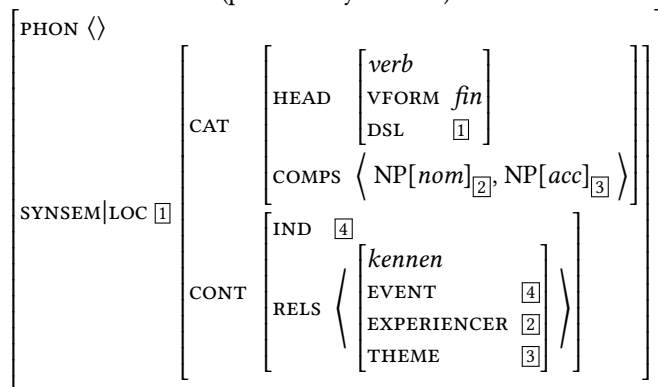 PHON ⟨⟩
verb
HEAD VFORM fin
CAT DSL 1
COMPS ⟨ NP[nom]2, NP[acc]3 ⟩
SYNSEM|LOC 1
IND 4
kennen
CONT EVENT 4
RELS ⟨ EXPERIENCER 2 ⟩
THEME 3